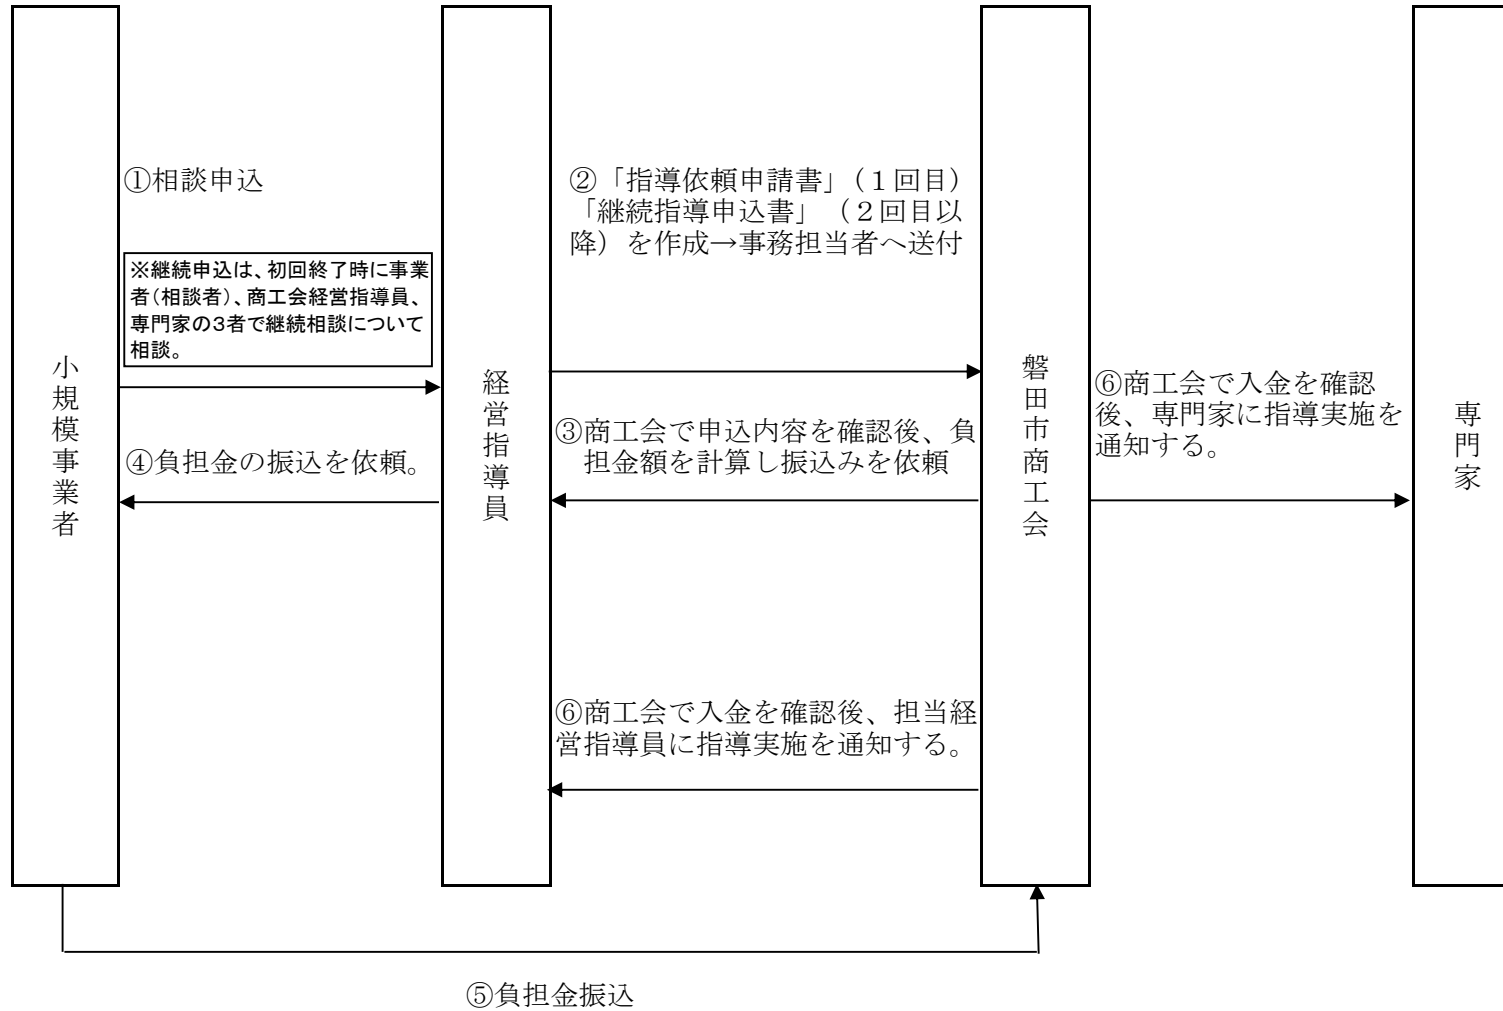 小規模事業者
①相談申込
※継続申込は、初回終了時に事業
者(相談者)、商工会経営指導員、
専門家の3者で継続相談について
相談。
④負担金の振込を依頼。
経営指導員
②「指導依頼申請書」(１回目)
「継続指導申込書」（２回目以
降）を作成→事務担当者へ送付
③商工会で申込内容を確認後、負
担金額を計算し振込みを依頼
⑥商工会で入金を確認後、担当経
営指導員に指導実施を通知する。
磐田市商工会
⑥商工会で入金を確認
後、専門家に指導実施を
通知する。
専門家
⑤負担金振込